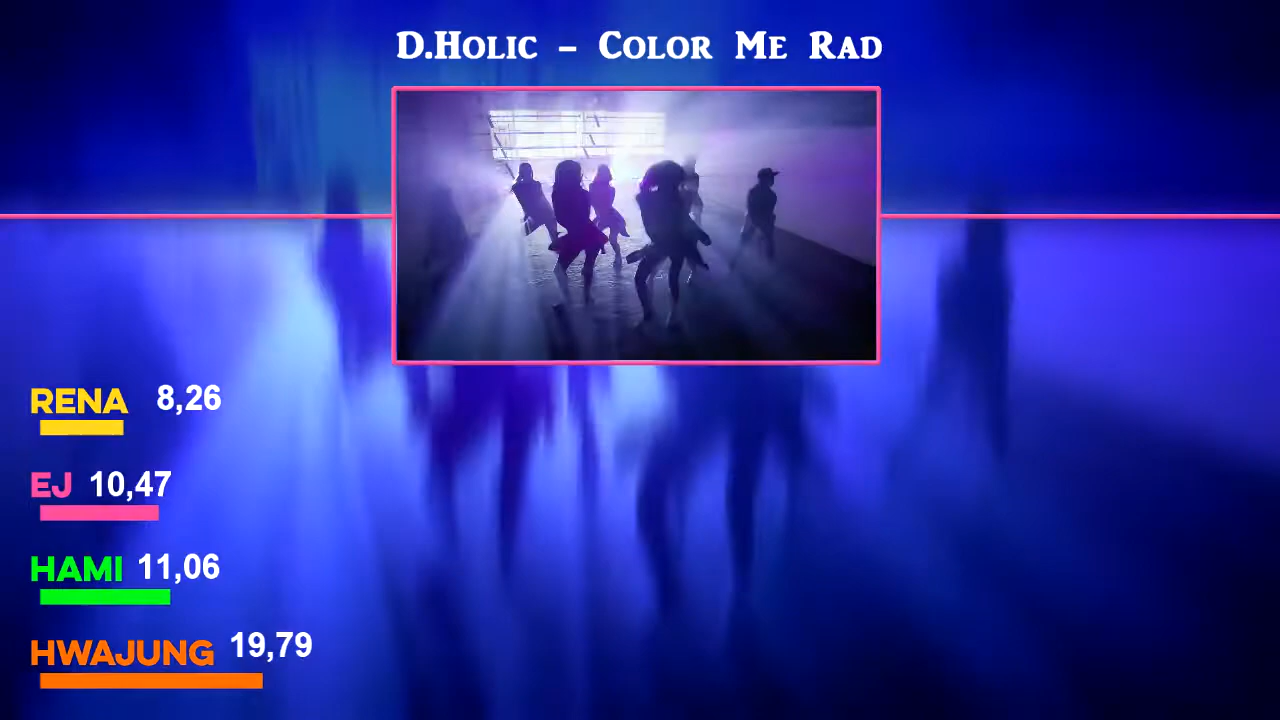 D.Holic - Color Me Rad
RENA 8,26
EJ 10,47
HAMI 11,06
HWAJUNG 19,79